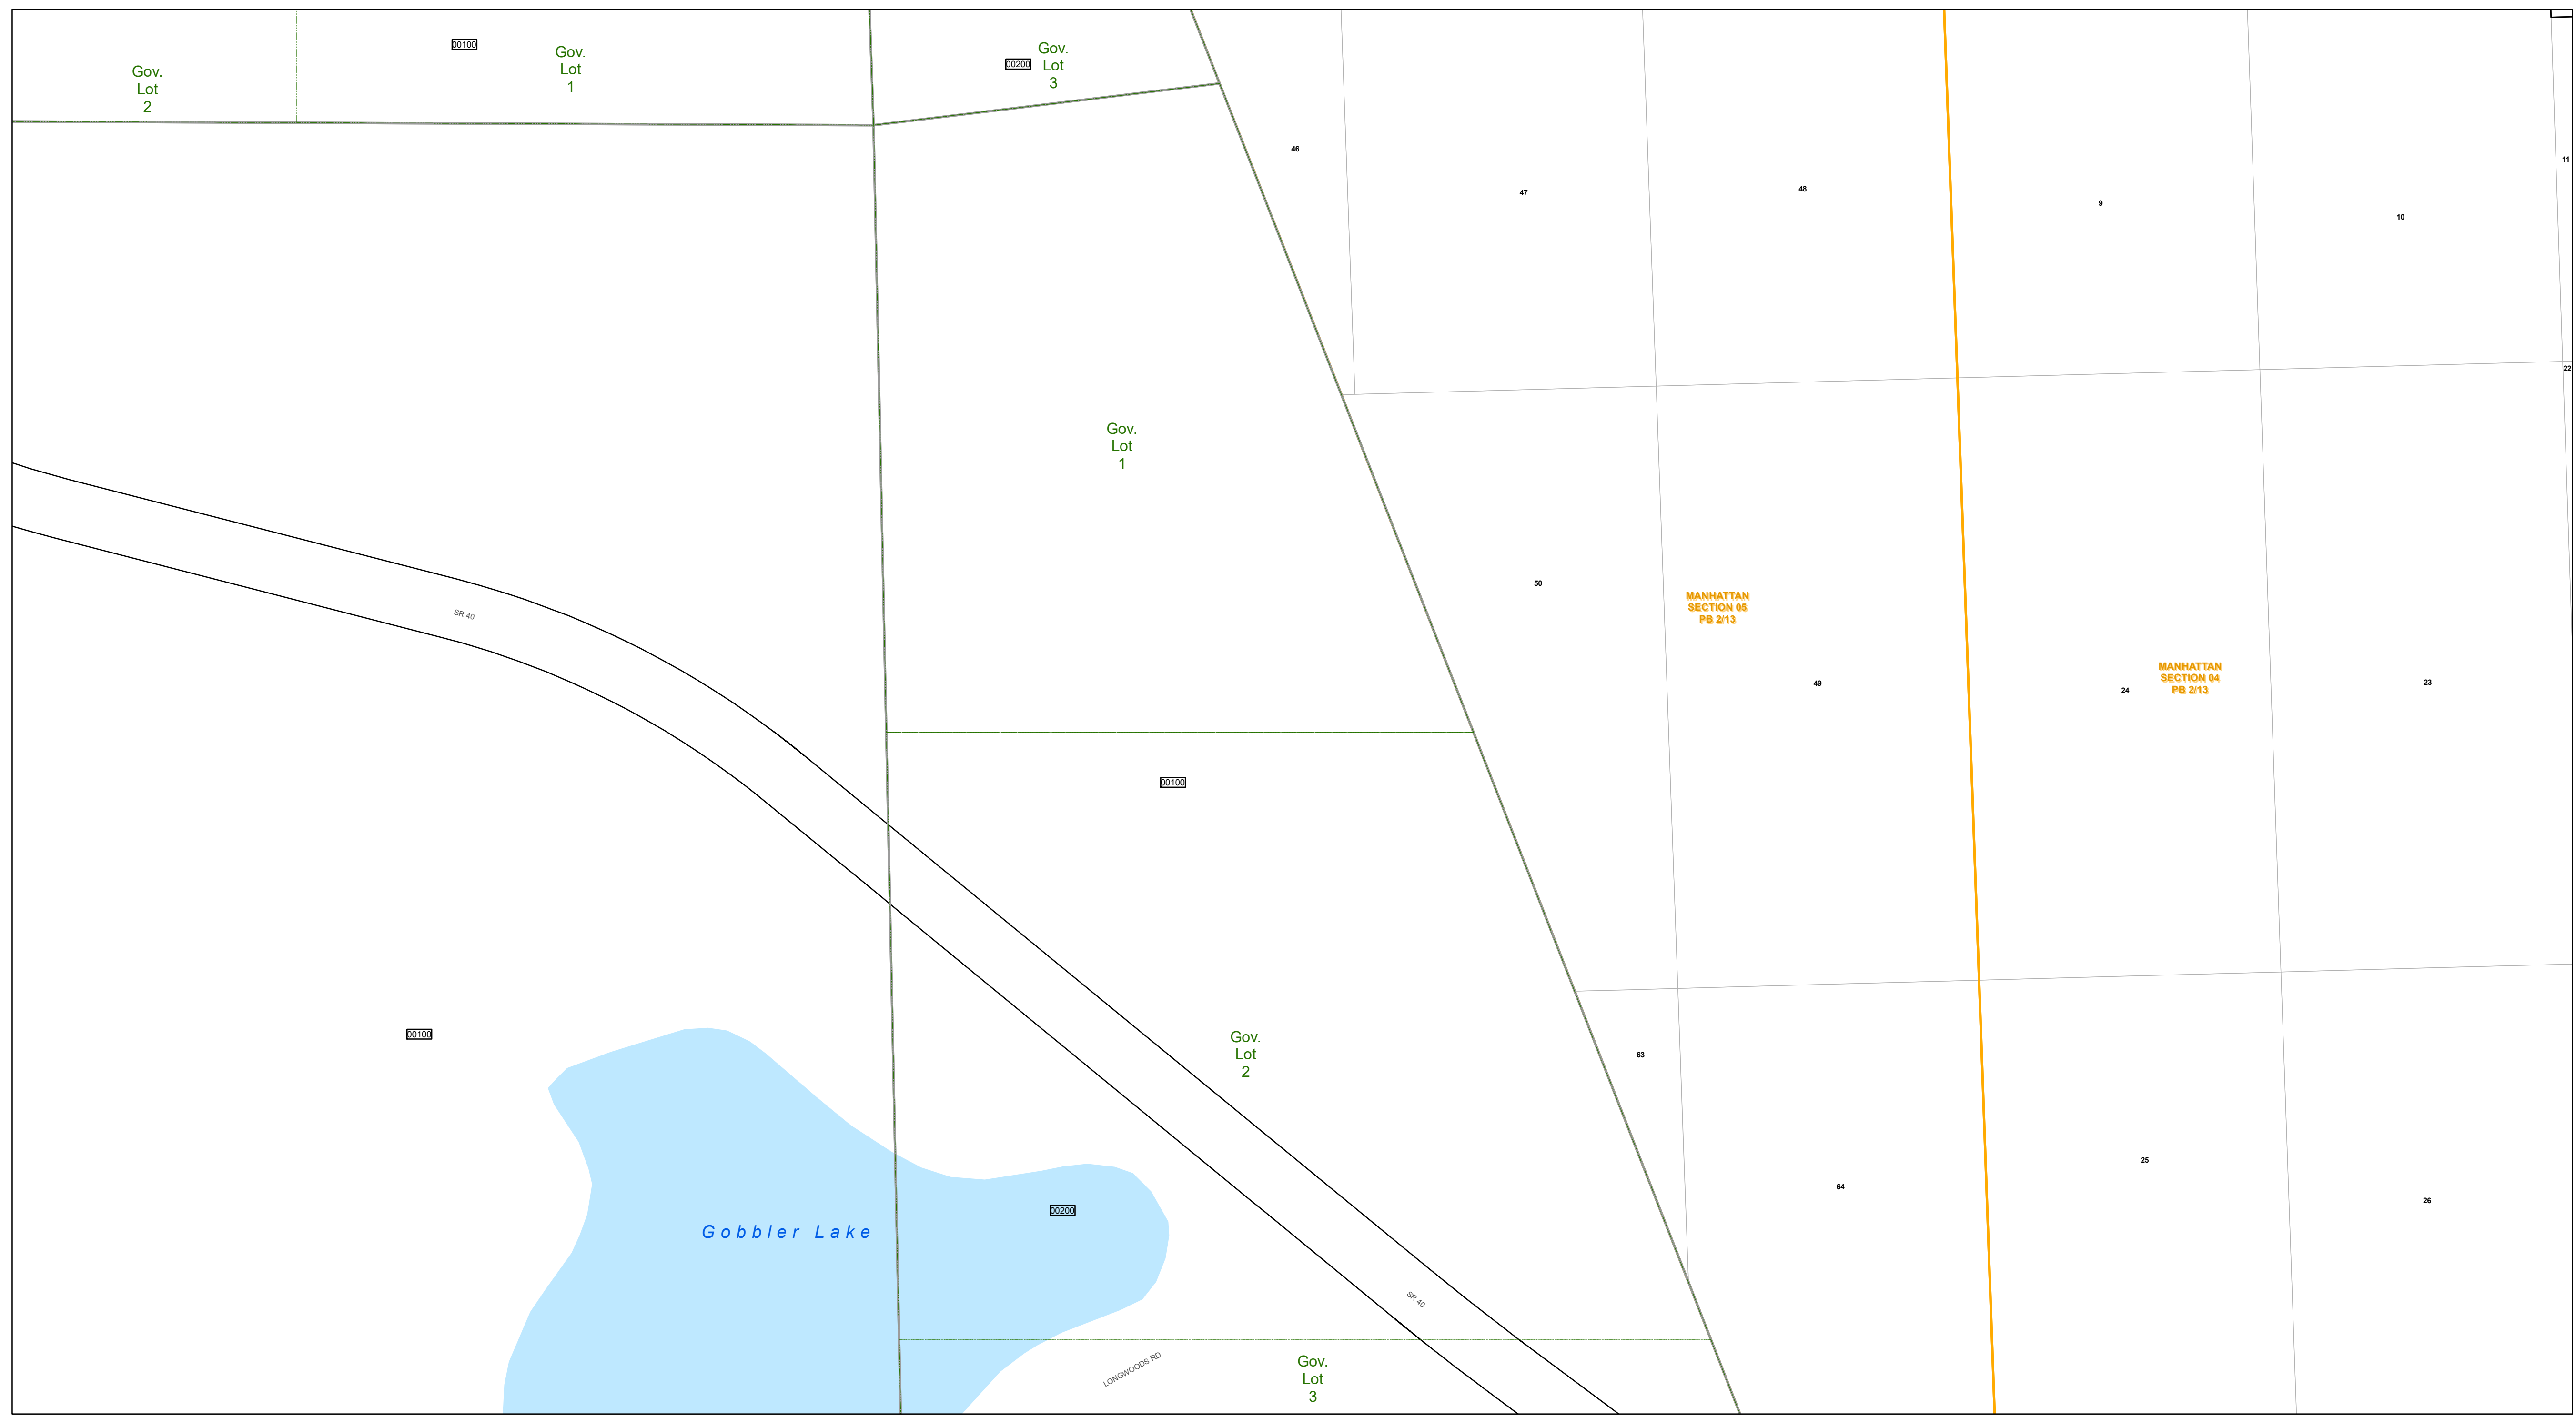 00100
Gov.
Lot
1
Gov.
Lot
2
00200
Gov.
Lot
3
46
47
48
9
10
11
22
Gov.
Lot
1
50
MANHATTAN
SECTION 05
PB 2/13
49
MANHATTAN
SECTION 04
PB 2/13
24
23
SR 40
00100
00100
Gov.
Lot
2
63
64
25
26
00200
Gobbler Lake
SR 40
LONGWOODS RD
Gov.
Lot
3